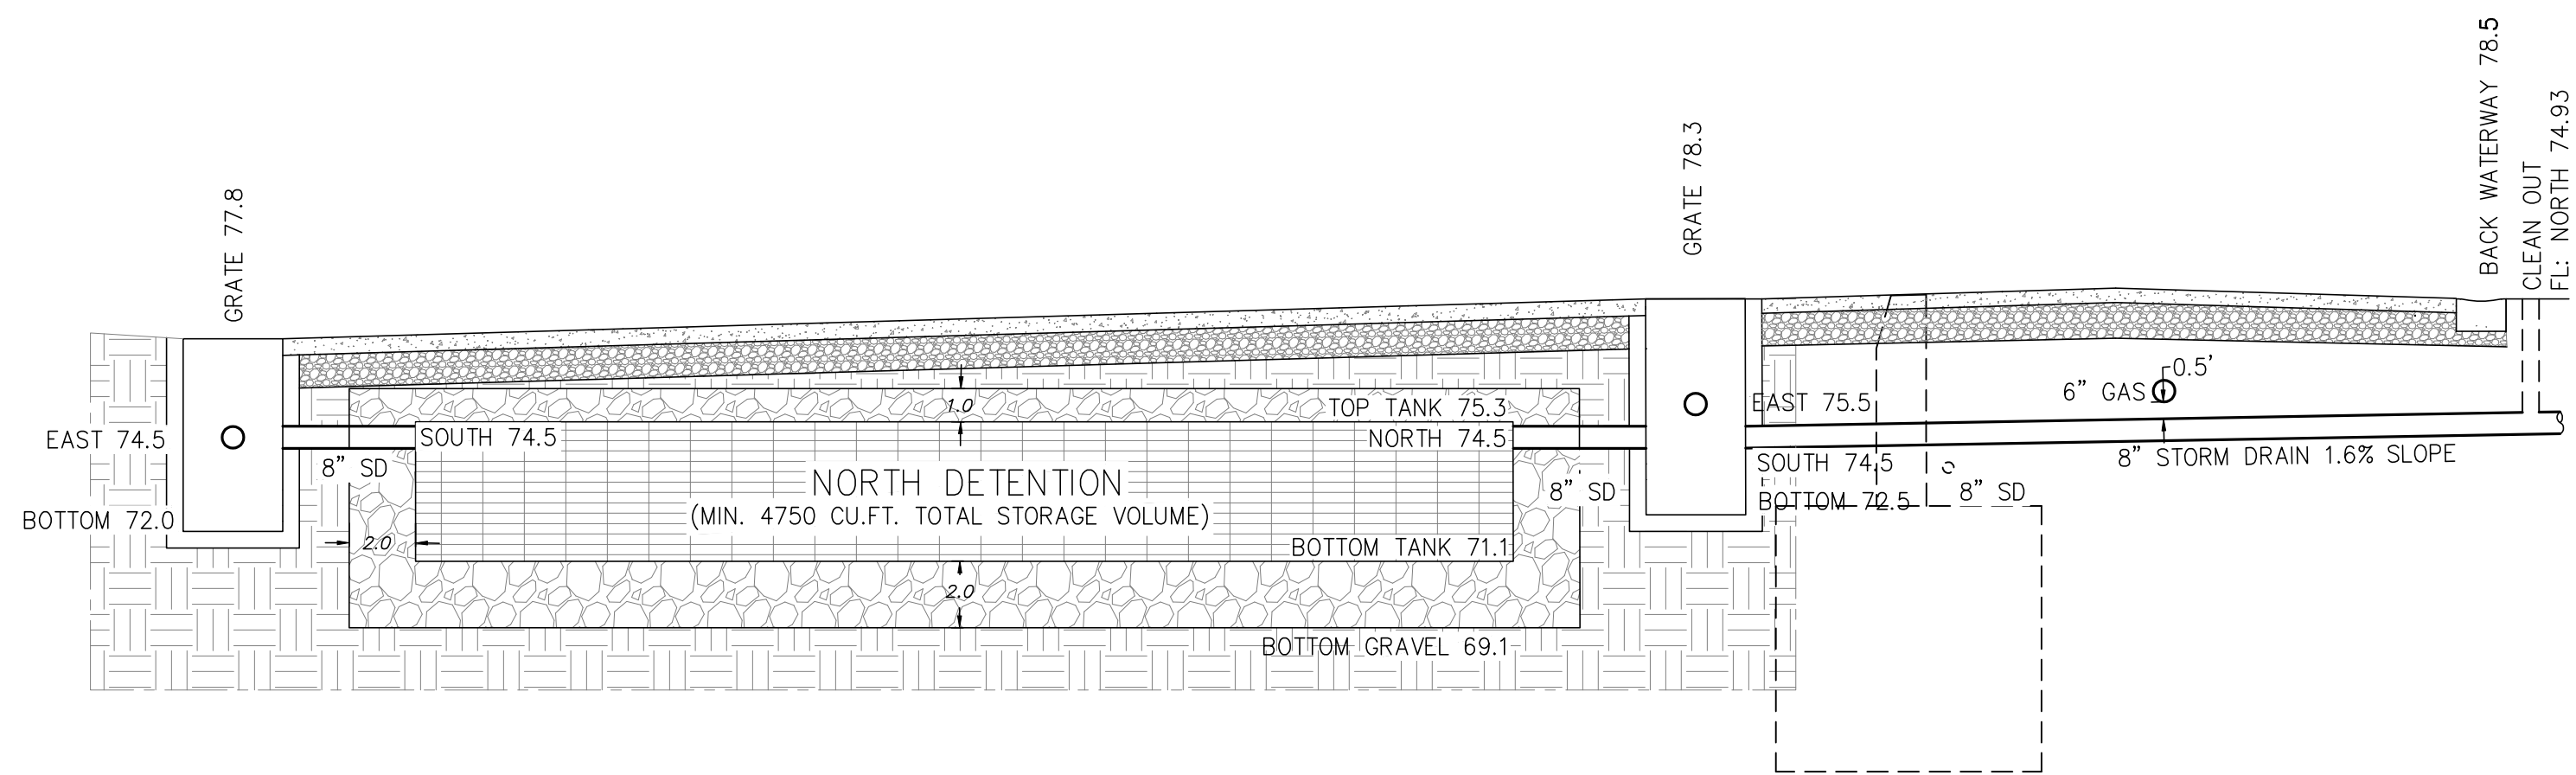 BACK WATERWAY 78.5
CLEAN OUT
FL: NORTH 74.93
GRATE 78.3
GRATE 77.8
0.5'
6" GAS
1.0
TOP TANK 75.3
EAST 75.5
EAST 74.5
SOUTH 74.5
NORTH 74.5
8" STORM DRAIN 1.6% SLOPE
8" SD
SOUTH 74.5
NORTH DETENTION
8" SD
8" SD
(MIN. 4750 CU.FT. TOTAL STORAGE VOLUME)
BOTTOM 72.5
BOTTOM 72.0
2.0
BOTTOM TANK 71.1
2.0
BOTTOM GRAVEL 69.1